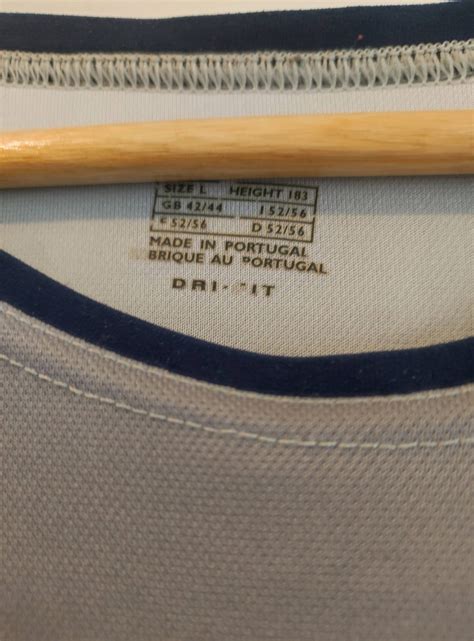 SIZE L HEIGHT 183
GB 42/44 I 52/56
F 52/56 D 52/56
MADE IN PORTUGAL
BRIQUE AU PORTUGAL
DRI-FIT